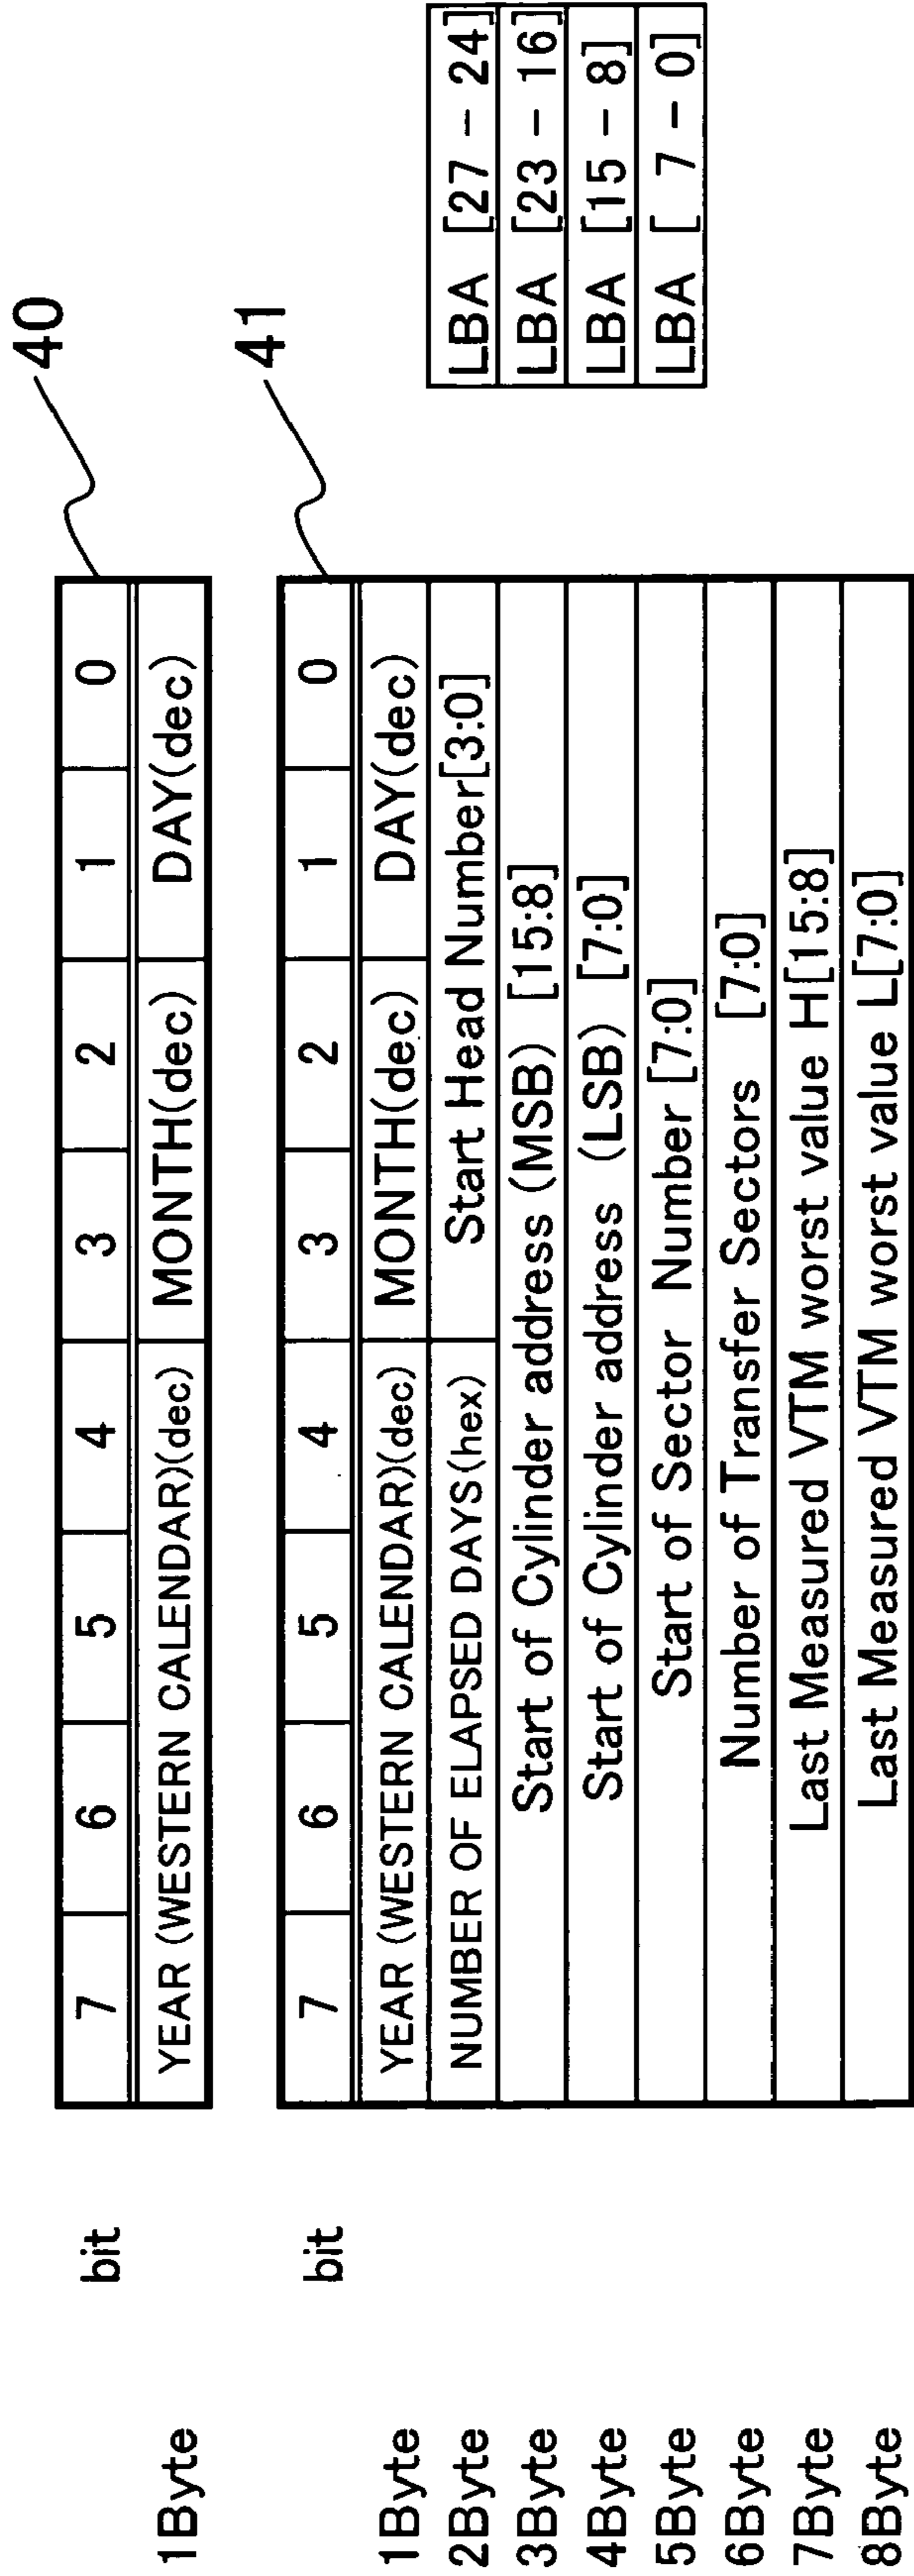 40
bit 7 6 5 4 3 2 1 0
1Byte YEAR (WESTERN CALENDAR)(dec) MONTH(dec) DAY(dec)
41
bit 7 6 5 4 3 2 1 0
1Byte YEAR (WESTERN CALENDAR)(dec) MONTH(dec) DAY(dec)
2Byte NUMBER OF ELAPSED DAYS(hex) Start Head Number[3:0] LBA [27 - 24]
3Byte Start of Cylinder address (MSB) [15:8] LBA [23 - 16]
4Byte Start of Cylinder address (LSB) [7:0] LBA [15 - 8]
5Byte Start of Sector Number [7:0] LBA [ 7 - 0]
6Byte Number of Transfer Sectors [7:0]
7Byte Last Measured VTM worst value H[15:8]
8Byte Last Measured VTM worst value L[7:0]